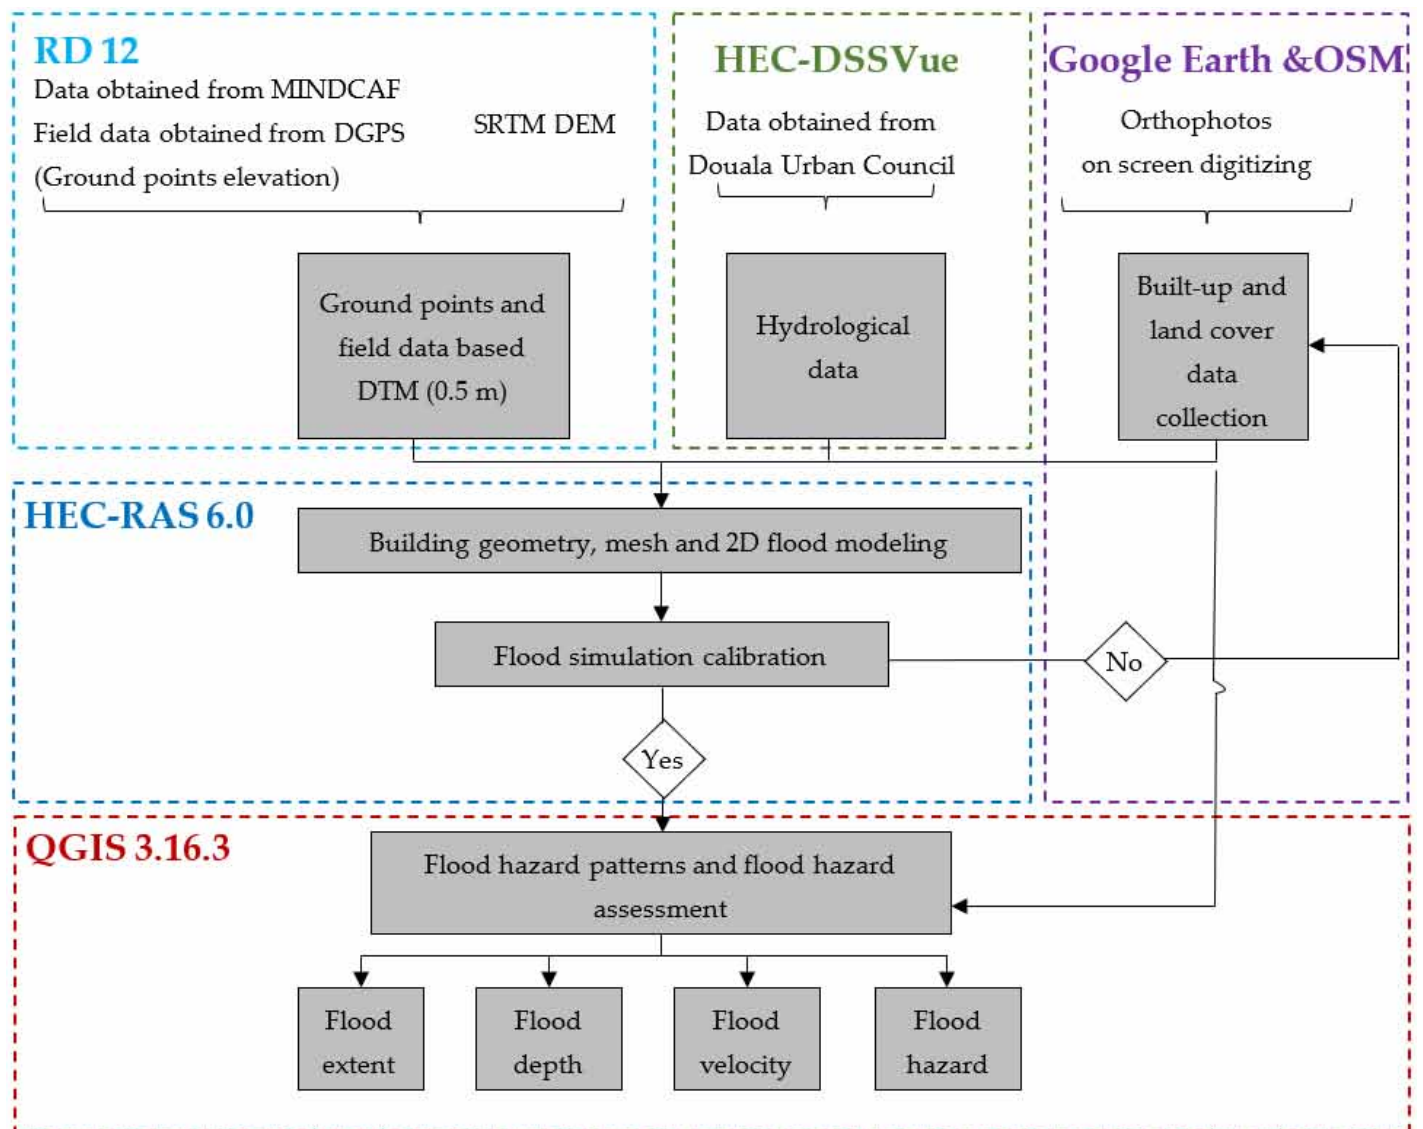 RD 12
Data obtained from MINDCAF
Field data obtained from DGPS
(Ground points elevation)
SRTM DEM
HEC-DSSVue
Data obtained from
Douala Urban Council
Google Earth &OSM
Orthophotos
on screen digitizing
Ground points and
field data based
DTM (0.5 m)
Hydrological
data
Built-up and
land cover
data
collection
HEC-RAS 6.0
Building geometry, mesh and 2D flood modeling
Flood simulation calibration
No
Yes
QGIS 3.16.3
Flood hazard patterns and flood hazard
assessment
Flood
extent
Flood
depth
Flood
velocity
Flood
hazard